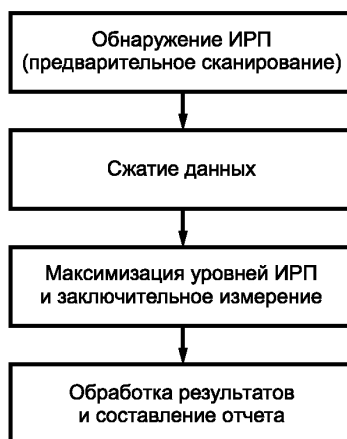 Обнаружение ИРП
(предварительное сканирование)
Сжатие данных
Максимизация уровней ИРП
и заключительное измерение
Обработка результатов
и составление отчета